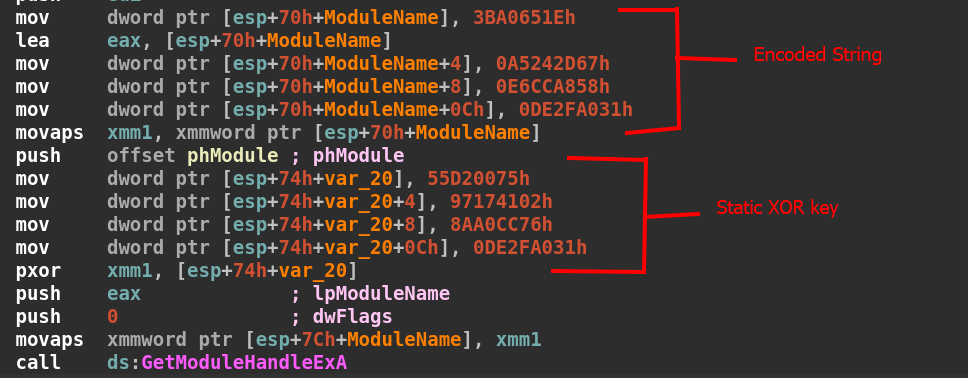 mov dword ptr [esp+70h+ModuleName], 3BA0651Eh
lea eax, [esp+70h+ModuleName]
mov dword ptr [esp+70h+ModuleName+4], 0A5242D67h
mov dword ptr [esp+70h+ModuleName+8], 0E6CCA858h
mov dword ptr [esp+70h+ModuleName+0Ch], 0DE2FA031h
movaps xmm1, xmmword ptr [esp+70h+ModuleName]
Encoded String
push offset phModule ; phModule
mov dword ptr [esp+74h+var_20], 55D20075h
mov dword ptr [esp+74h+var_20+4], 97174102h
mov dword ptr [esp+74h+var_20+8], 8AA0CC76h
mov dword ptr [esp+74h+var_20+0Ch], 0DE2FA031h
pxor xmm1, [esp+74h+var_20]
Static XOR key
push eax ; lpModuleName
push 0 ; dwFlags
movaps xmmword ptr [esp+7Ch+ModuleName], xmm1
call ds:GetModuleHandleExA